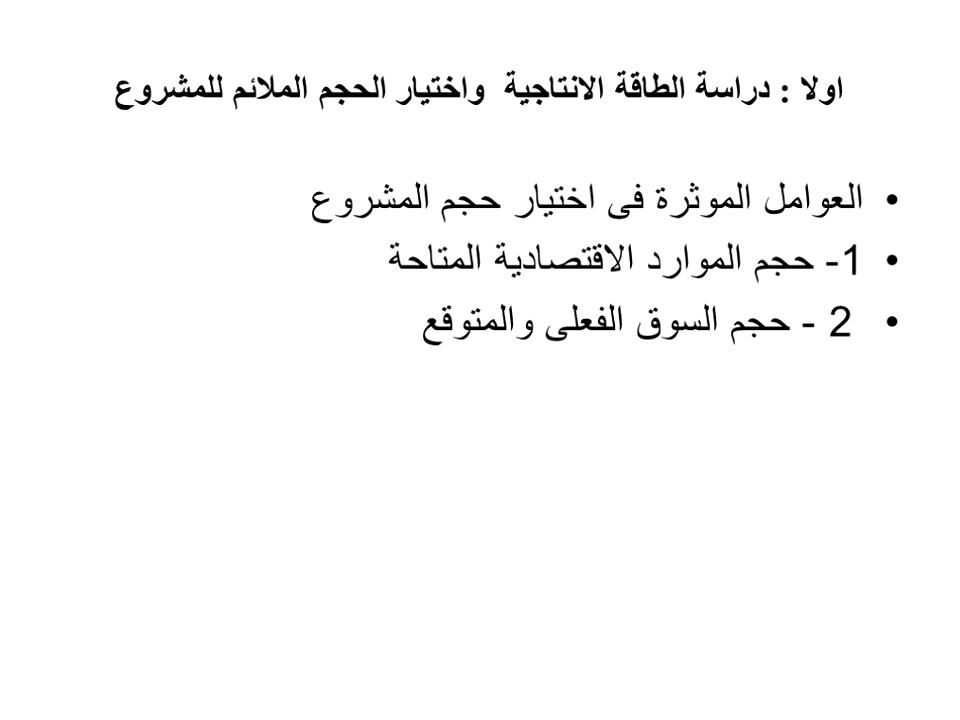 اولا : دراسة الطاقة الانتاجية واختيار الحجم الملائم للمشروع
• العوامل الموثرة فى اختيار حجم المشروع
• 1- حجم الموارد الاقتصادية المتاحة
• 2 - حجم السوق الفعلى والمتوقع